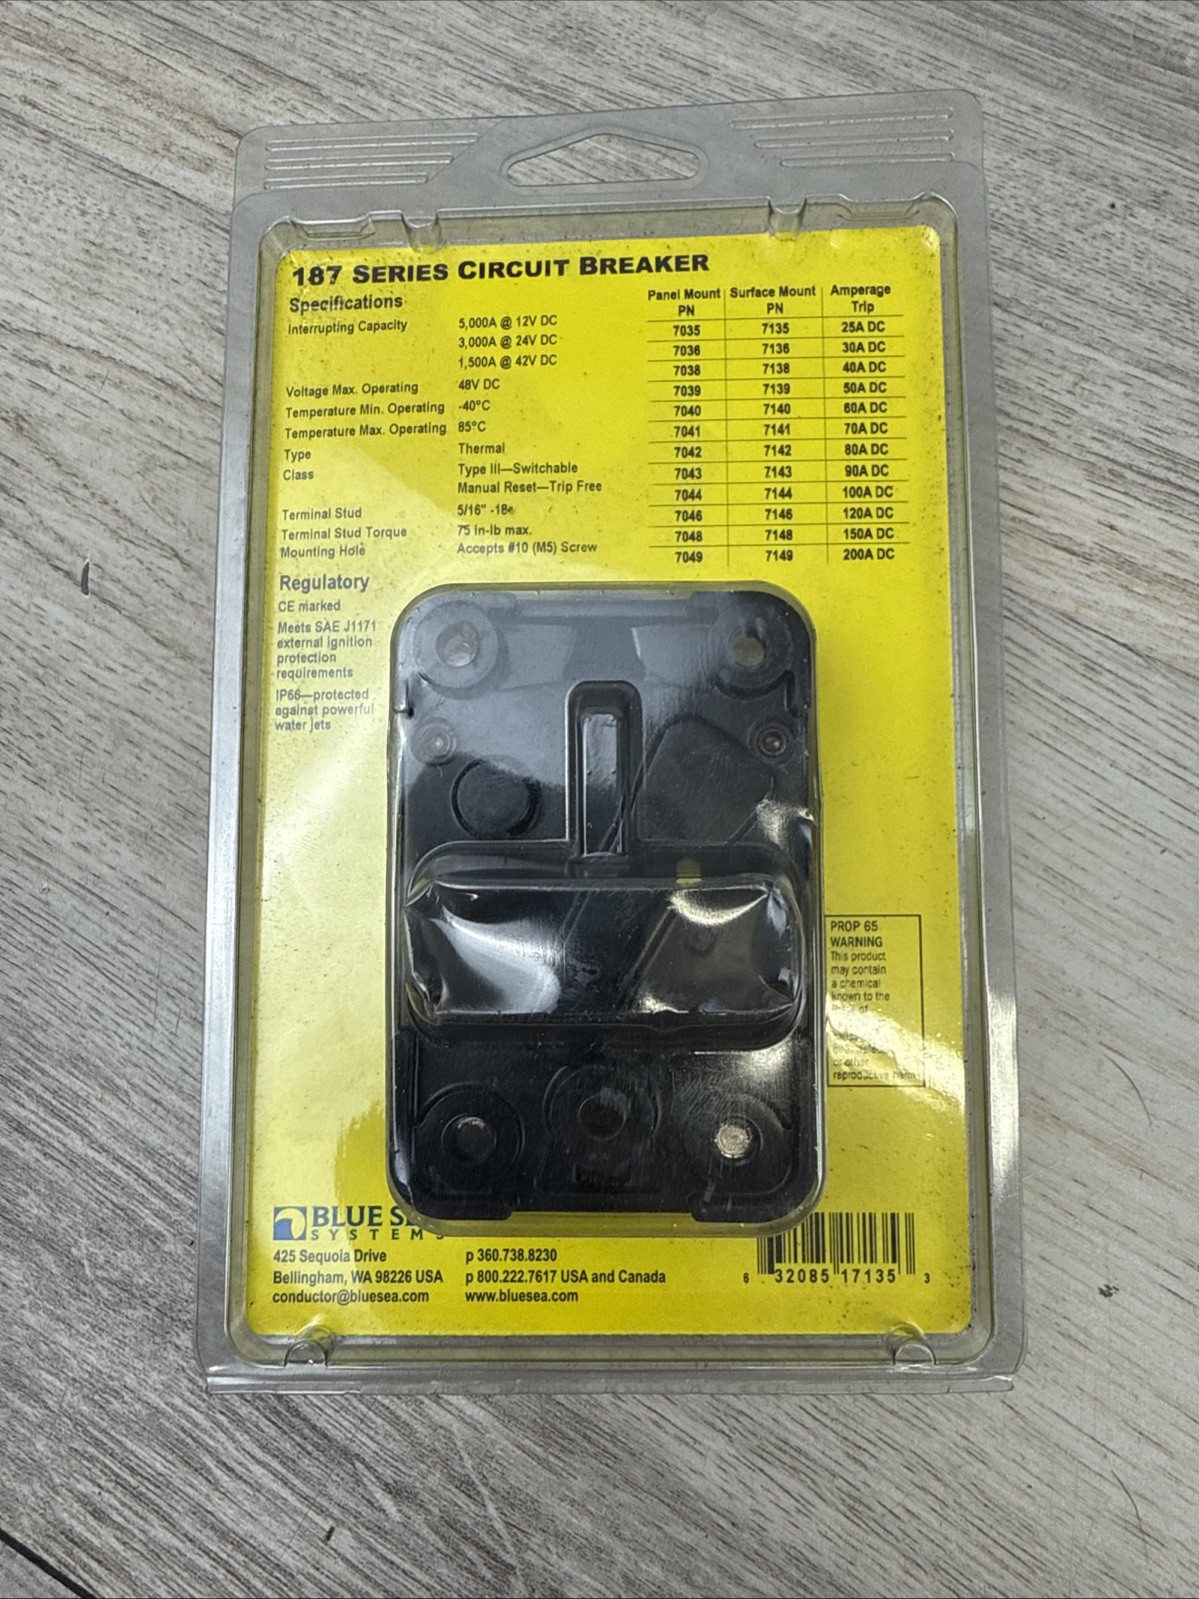 187 SERIES CIRCUIT BREAKER
Specifications
Interrupting Capacity 5,000A @ 12V DC
3,000A @ 24V DC
1,500A @ 42V DC
Voltage Max. Operating 48V DC
Temperature Min. Operating -40°C
Temperature Max. Operating 85°C
Type Thermal
Class Type III—Switchable
Manual Reset—Trip Free
Terminal Stud 5/16" -18
Terminal Stud Torque 75 In-lb max.
Mounting Hole Accepts #10 (M5) Screw
Panel Mount Surface Mount Amperage
PN PN Trip
7035 7135 25A DC
7036 7136 30A DC
7038 7138 40A DC
7039 7139 50A DC
7040 7140 60A DC
7041 7141 70A DC
7042 7142 80A DC
7043 7143 90A DC
7044 7144 100A DC
7046 7146 120A DC
7048 7148 150A DC
7049 7149 200A DC
Regulatory
CE marked
Meets SAE J1171
external ignition
protection
requirements
IP66—protected
against powerful
water jets
PROP 65
WARNING
This product
may contain
a chemical
known to the
of
or other
reproductive harm
BLUE SE
SYSTEMS
425 Sequoia Drive
Bellingham, WA 98226 USA
conductor@bluesea.com
p 360.738.8230
p 800.222.7617 USA and Canada
www.bluesea.com
6 32085 17135 3